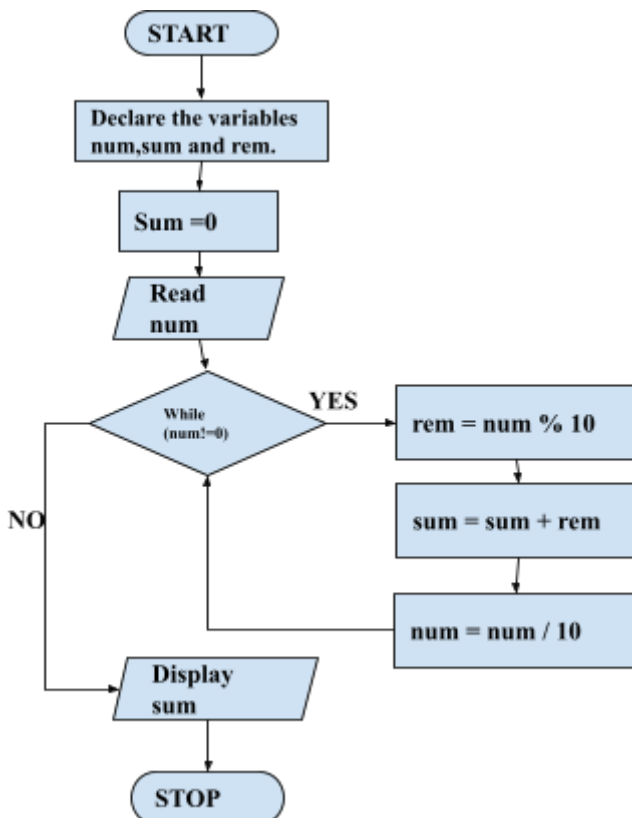 START
Declare the variables
num,sum and rem.
Sum =0
Read
num
While
(num!=0)
YES
rem = num % 10
sum = sum + rem
num = num / 10
NO
Display
sum
STOP